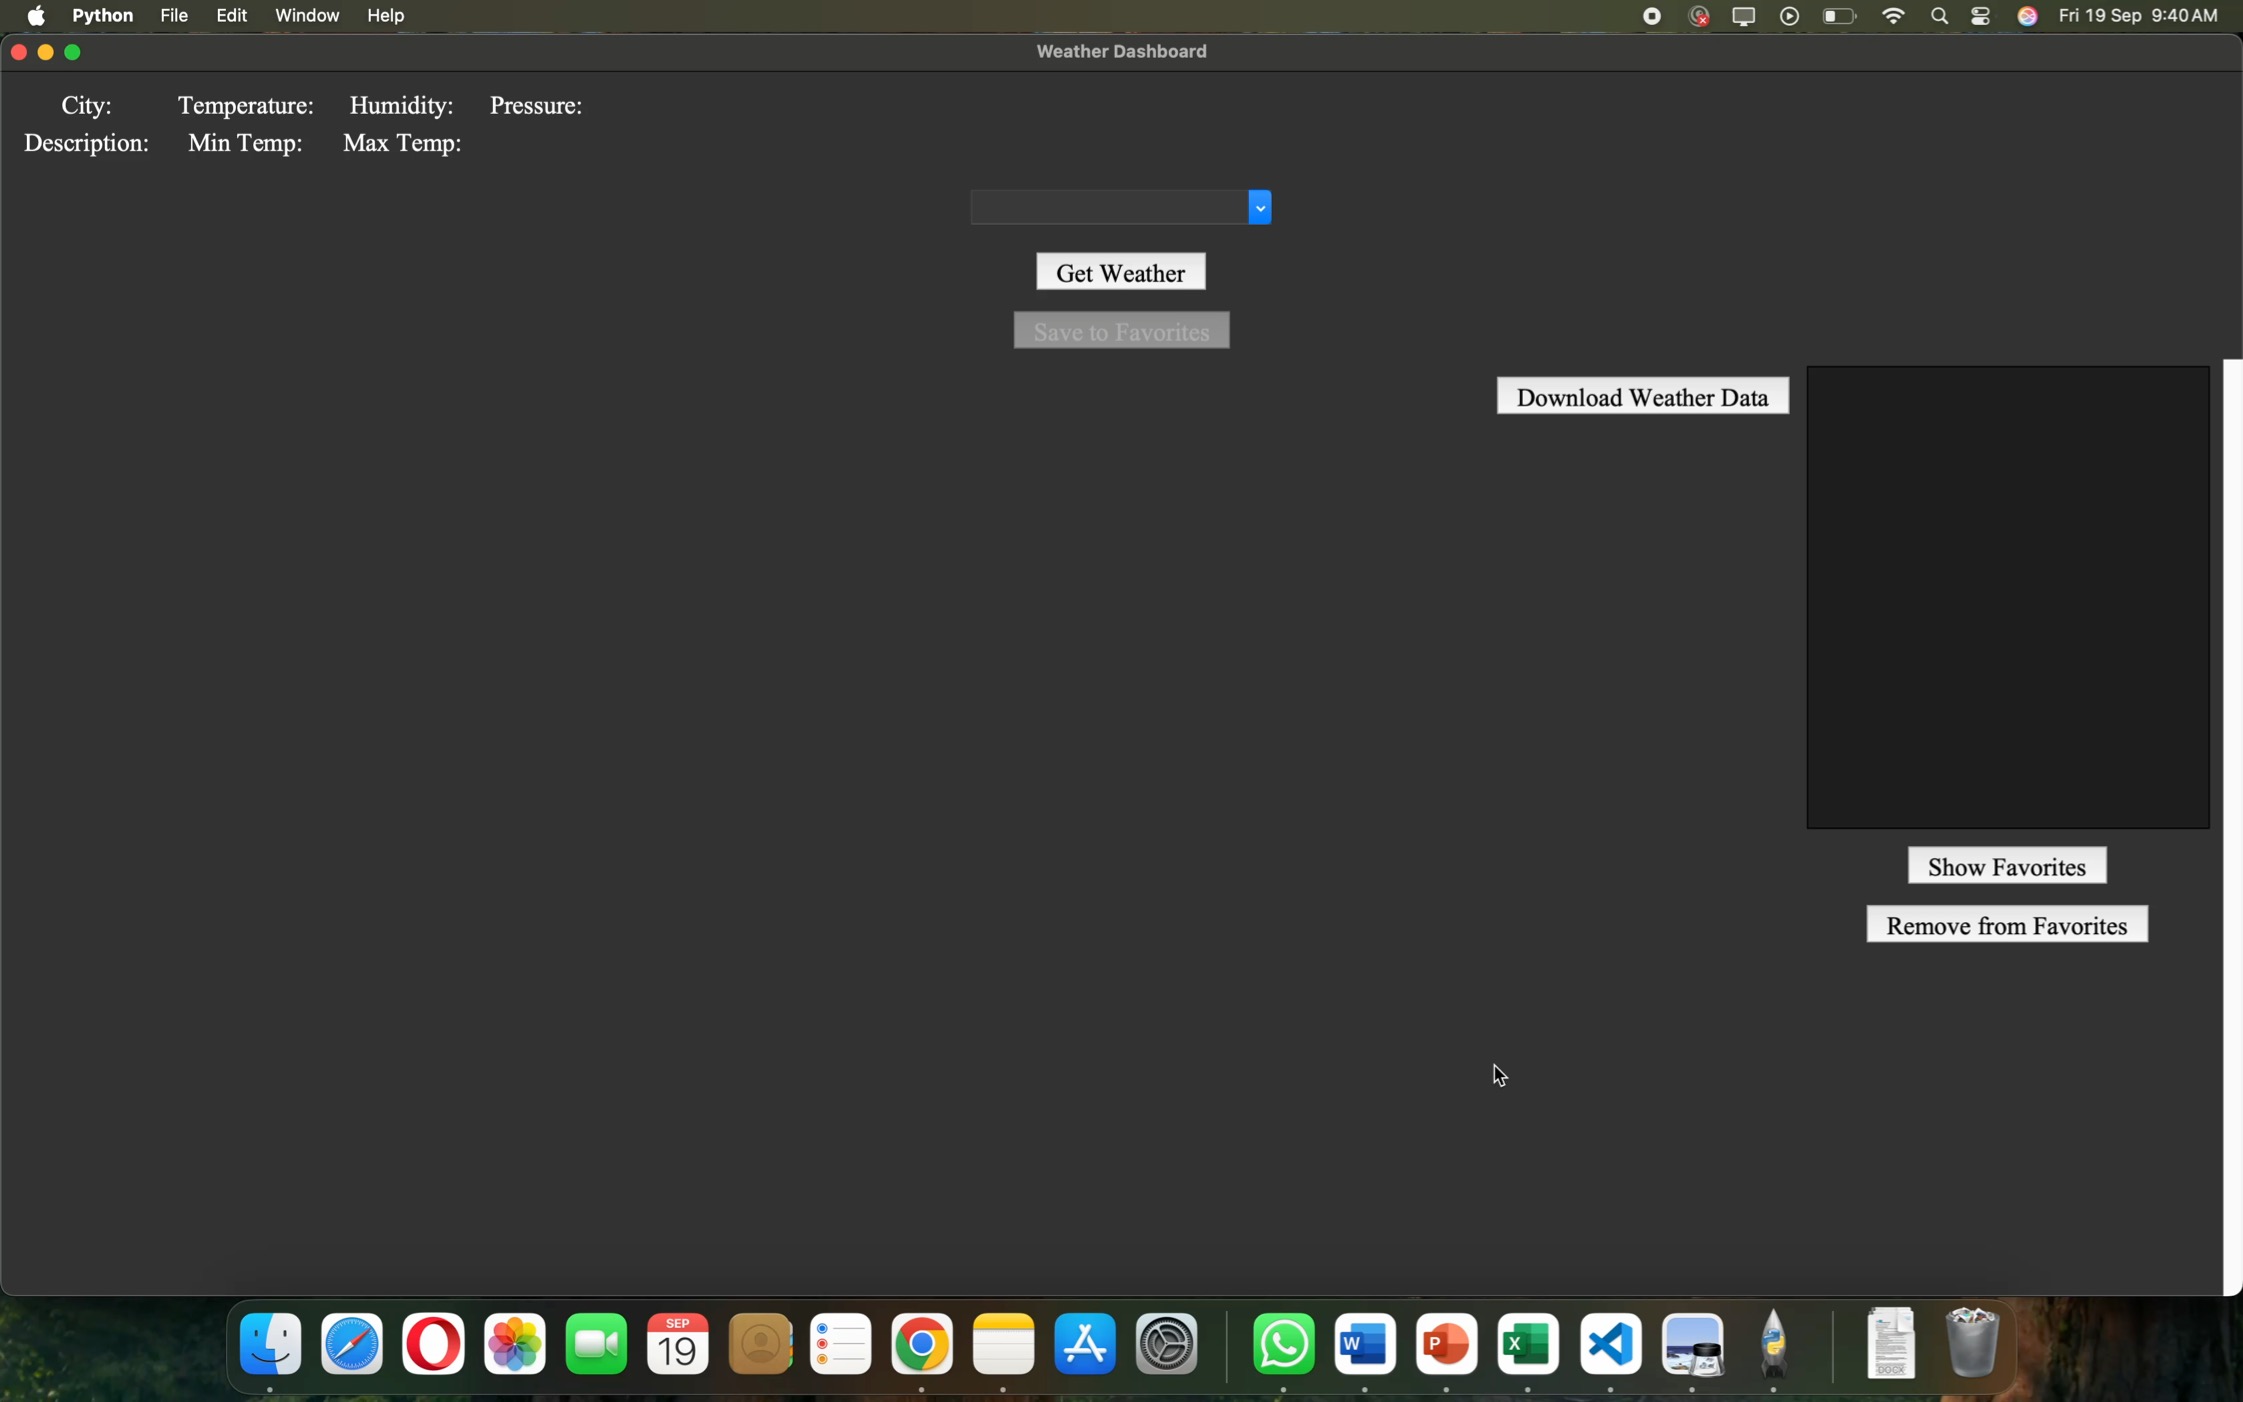 Python File Edit Window Help Fri 19 Sep 9:40 AM
Weather Dashboard
City: Temperature: Humidity: Pressure:
Description: Min Temp: Max Temp:
Get Weather
Save to Favorites
Download Weather Data
Show Favorites
Remove from Favorites
SEP
19
W
P
X
DOCX